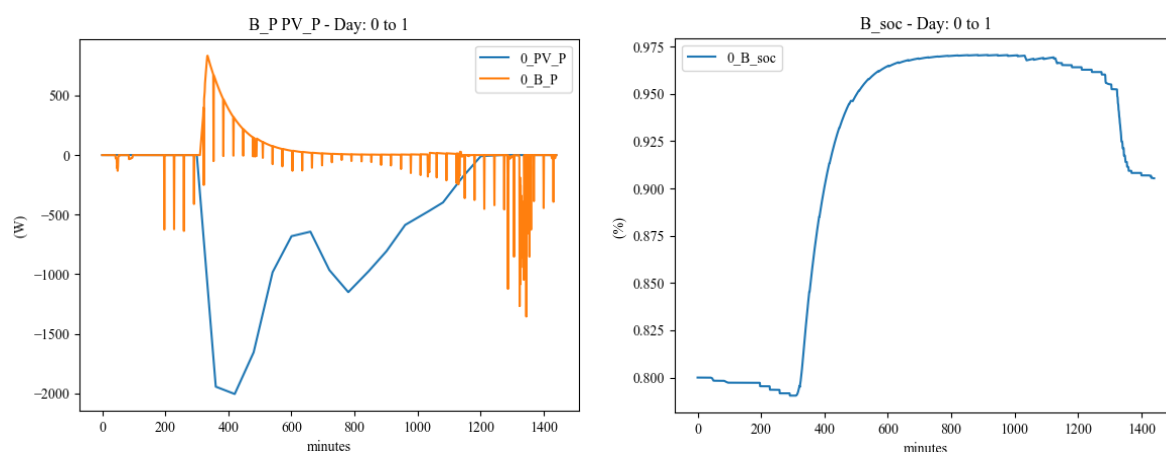 B_P PV_P - Day: 0 to 1
0_PV_P
0_B_P
500
0
−500
−1000
−1500
−2000
(W)
0 200 400 600 800 1000 1200 1400
minutes
B_soc - Day: 0 to 1
0_B_soc
0.975
0.950
0.925
0.900
0.875
0.850
0.825
0.800
(%)
0 200 400 600 800 1000 1200 1400
minutes